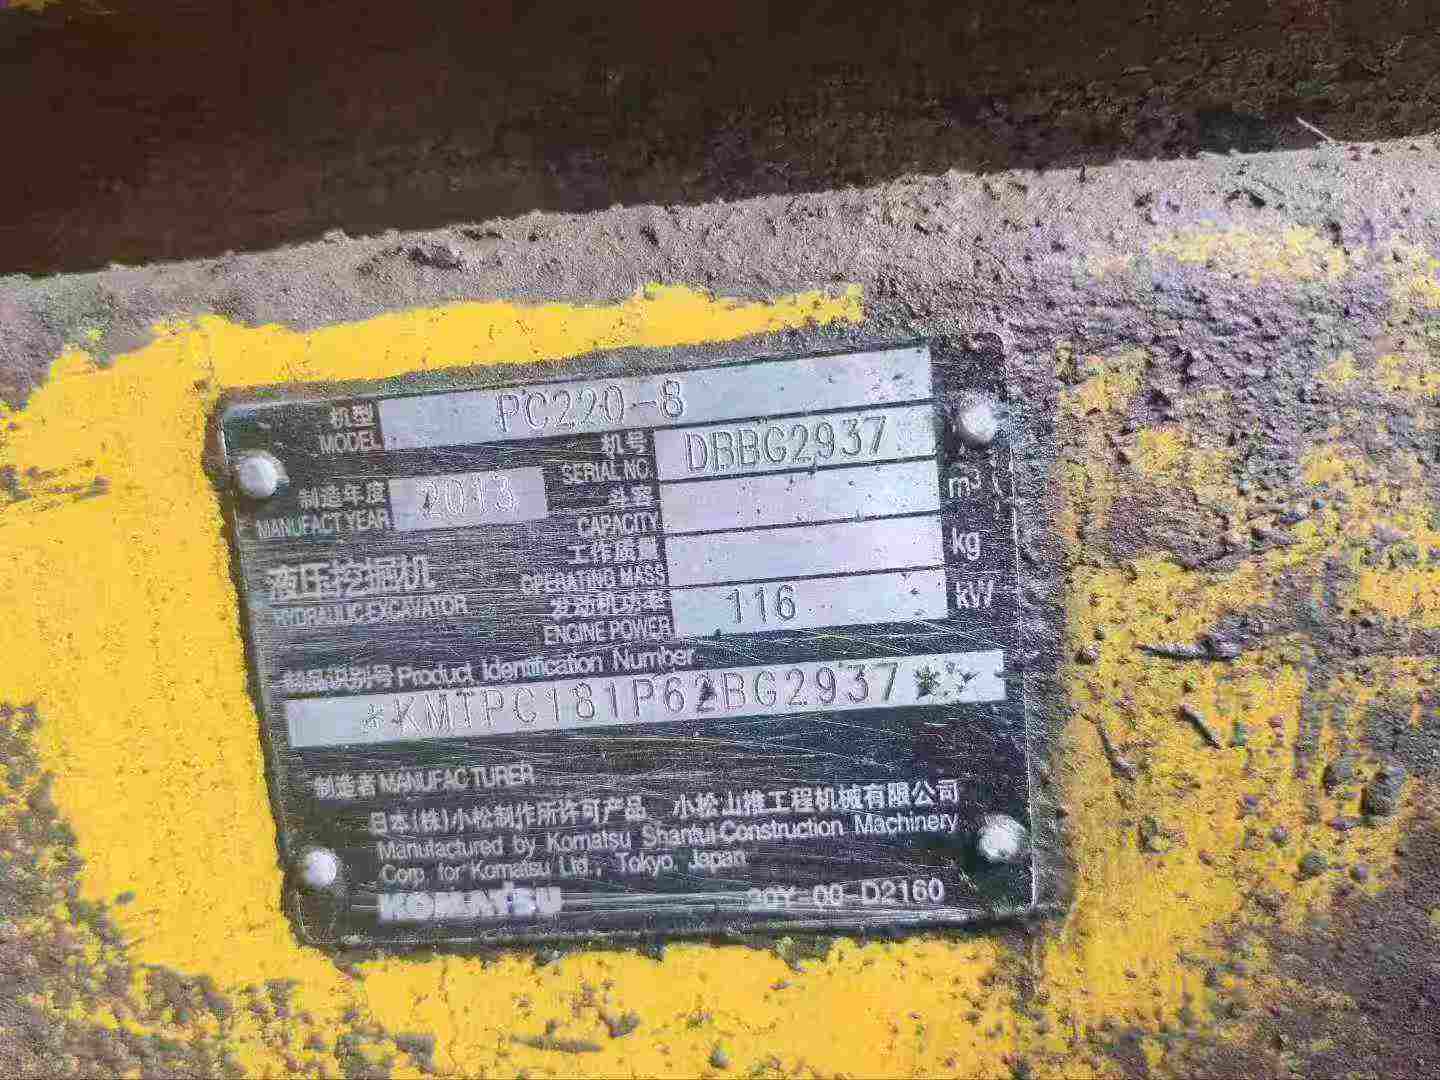 机型 PC220-8
MODEL
机号 DBBG2937
SERIAL NO.
制造年度 2013
MANUFACT YEAR
斗容 m³
CAPACITY
工作质量 kg
OPERATING MASS
液压挖掘机
HYDRAULIC EXCAVATOR
发动机功率 116 kW
ENGINE POWER
制品识别号 Product Identification Number
*KMTPC181P62BG2937*
制造者 MANUFACTURER
日本(株)小松制作所许可产品 小松山推工程机械有限公司
Manufactured by Komatsu Shantui Construction Machinery
Corp. for Komatsu Ltd., Tokyo, Japan
KOMATSU 20Y-00-D2160